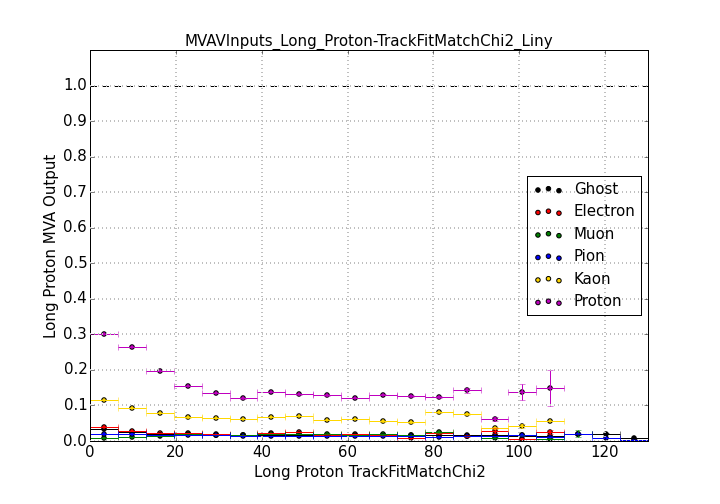 MVAVInputs_Long_Proton-TrackFitMatchChi2_Liny
Long Proton MVA Output
1.0
0.9
0.8
0.7
0.6
0.5
0.4
0.3
0.2
0.1
0.0
Ghost
Electron
Muon
Pion
Kaon
Proton
0 20 40 60 80 100 120
Long Proton TrackFitMatchChi2